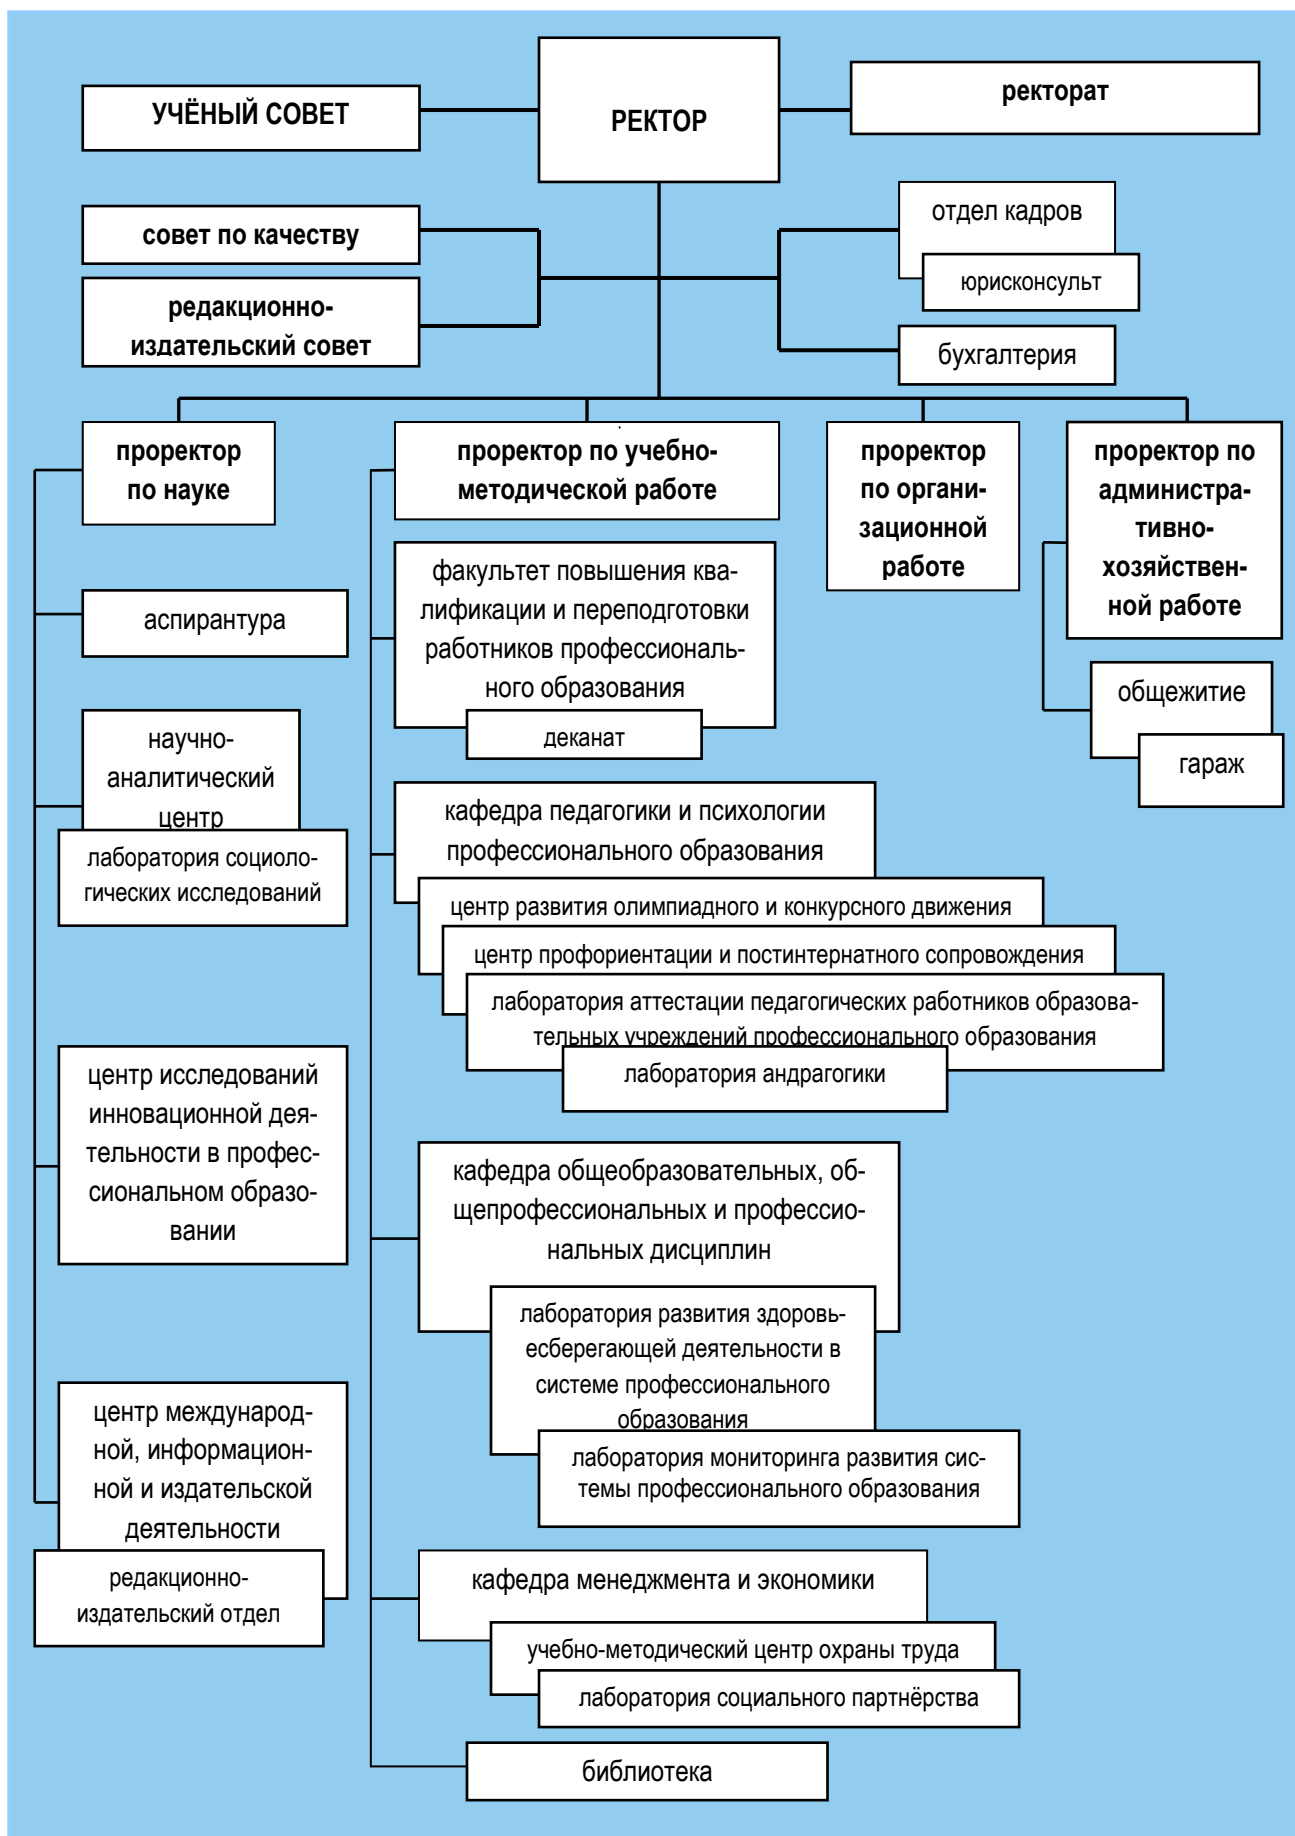 УЧЁНЫЙ СОВЕТ
РЕКТОР
ректорат
совет по качеству
редакционно-
издательский совет
отдел кадров
юрисконсульт
бухгалтерия
проректор
по науке
проректор по учебно-
методической работе
проректор
по органи-
зационной
работе
проректор по
администра-
тивно-
хозяйствен-
ной работе
аспирантура
научно-
аналитический
центр
лаборатория социоло-
гических исследований
центр исследований
инновационной дея-
тельности в профес-
сиональном образо-
вании
центр международ-
ной, информацион-
ной и издательской
деятельности
редакционно-
издательский отдел
факультет повышения ква-
лификации и переподготовки
работников профессиональ-
ного образования
деканат
кафедра педагогики и психологии
профессионального образования
центр развития олимпиадного и конкурсного движения
центр профориентации и постинтернатного сопровождения
лаборатория аттестации педагогических работников образова-
тельных учреждений профессионального образования
лаборатория андрагогики
кафедра общеобразовательных, об-
щепрофессиональных и профессио-
нальных дисциплин
лаборатория развития здоровь-
есберегающей деятельности в
системе профессионального
образования
лаборатория мониторинга развития сис-
темы профессионального образования
кафедра менеджмента и экономики
учебно-методический центр охраны труда
лаборатория социального партнёрства
библиотека
общежитие
гараж